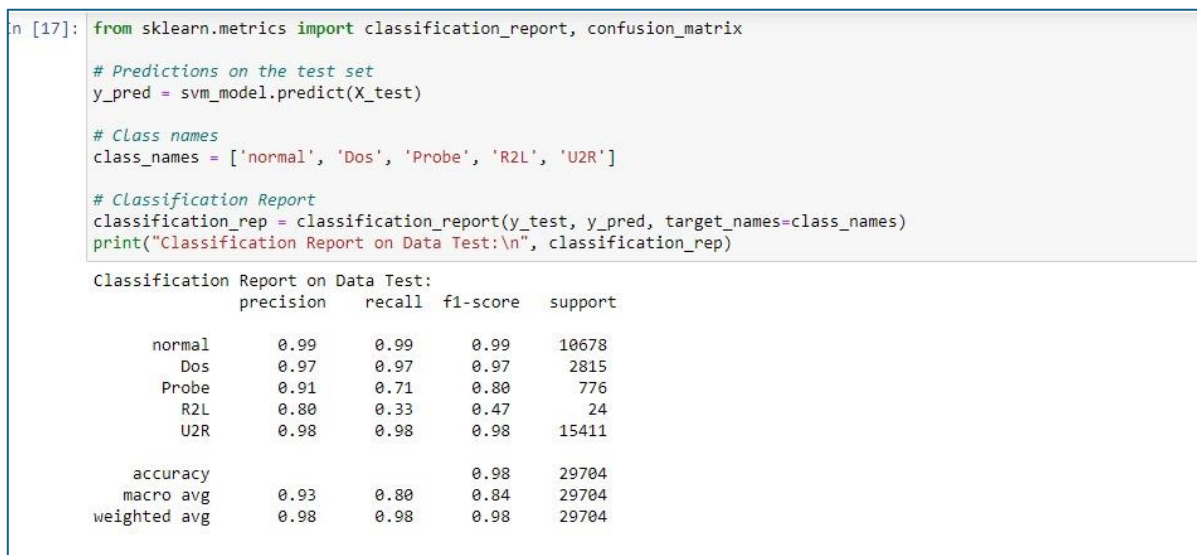 n [17]: from sklearn.metrics import classification_report, confusion_matrix
# Predictions on the test set
y_pred = svm_model.predict(X_test)
# Class names
class_names = ['normal', 'Dos', 'Probe', 'R2L', 'U2R']
# Classification Report
classification_rep = classification_report(y_test, y_pred, target_names=class_names)
print("Classification Report on Data Test:\n", classification_rep)
Classification Report on Data Test:
precision recall f1-score support
normal 0.99 0.99 0.99 10678
Dos 0.97 0.97 0.97 2815
Probe 0.91 0.71 0.80 776
R2L 0.80 0.33 0.47 24
U2R 0.98 0.98 0.98 15411
accuracy 0.98 29704
macro avg 0.93 0.80 0.84 29704
weighted avg 0.98 0.98 0.98 29704